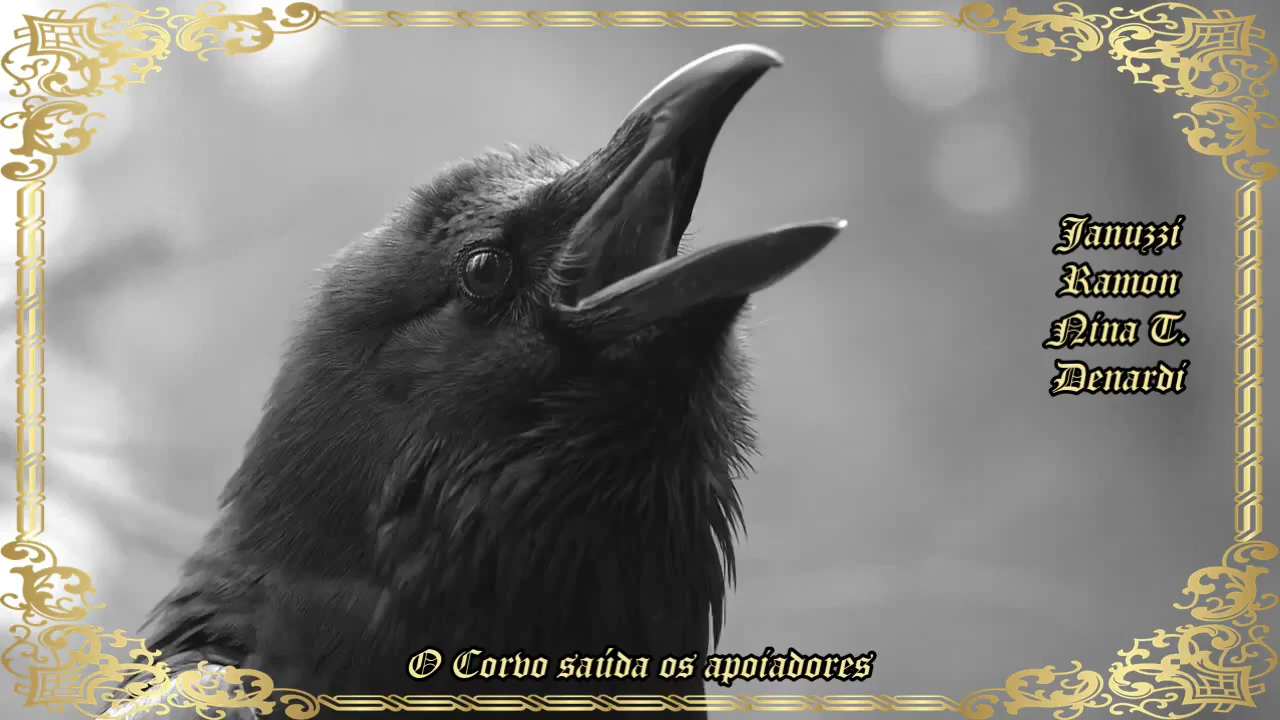 Januzzi
Ramon
Nina T.
Denardi
O Corvo saúda os apoiadores